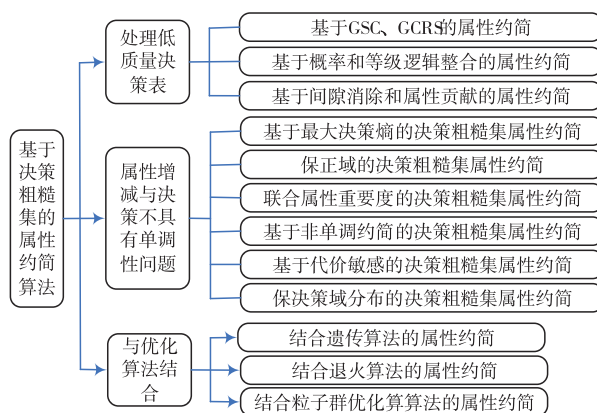 基于
决策
粗糙
集的
属性
约简
算法
处理低
质量决
策表
基于GSC、GCRS的属性约简
基于概率和等级逻辑整合的属性约简
基于间隙消除和属性贡献的属性约简
属性增
减与决
策不具
有单调
性问题
基于最大决策熵的决策粗糙集属性约简
保正域的决策粗糙集属性约简
联合属性重要度的决策粗糙集属性约简
基于非单调约简的决策粗糙集属性约简
基于代价敏感的决策粗糙集属性约简
保决策域分布的决策粗糙集属性约简
与优化
算法结
合
结合遗传算法的属性约简
结合退火算法的属性约简
结合粒子群优化算算法的属性约简